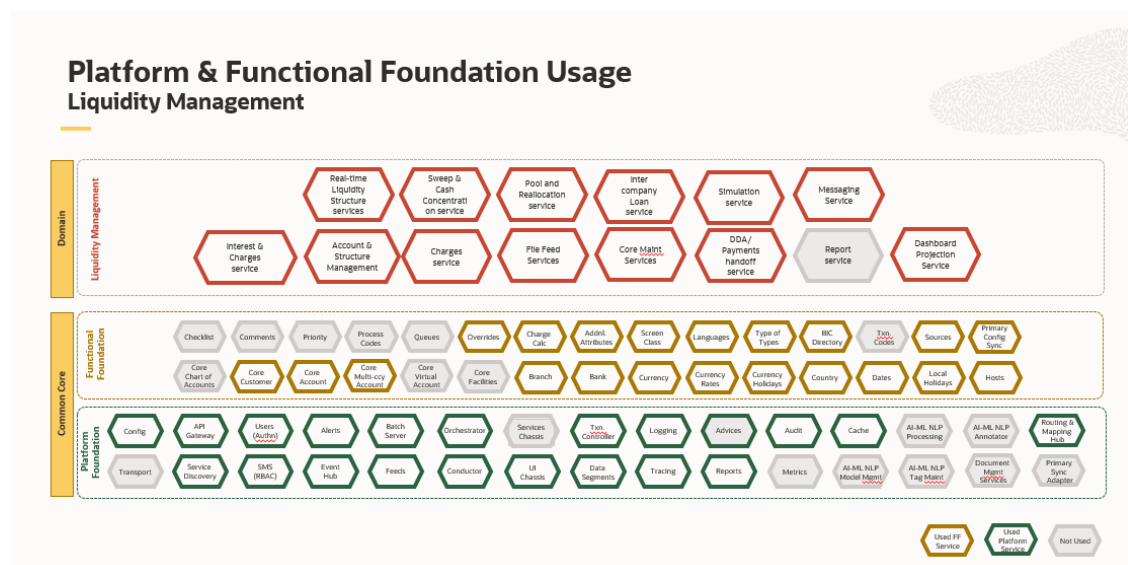 Platform & Functional Foundation Usage
Liquidity Management
Domain
Liquidity Management
Real-time
Liquidity
Structure
services
Sweep &
Cash
Concentrati
on service
Pool and
Reallocation
service
Inter
company
Loan
service
Simulation
service
Messaging
Service
Interest &
Charges
service
Account &
Structure
Management
Charges
service
File Feed
Services
Core Maint
Services
DDA/
Payments
handoff
service
Report
service
Dashboard
Projection
Service
Common Core
Functional
Foundation
Checklist
Comments
Priority
Process
Codes
Queues
Overrides
Charge
Calc
Addnl.
Attributes
Screen
Class
Languages
Type of
Types
BIC
Directory
Txn.
Codes
Sources
Primary
Config
Sync
Core
Chart of
Accounts
Core
Customer
Core
Account
Core
Multi-ccy
Account
Core
Virtual
Account
Core
Facilities
Branch
Bank
Currency
Currency
Rates
Currency
Holidays
Country
Dates
Local
Holidays
Hosts
Platform
Foundation
Config
API
Gateway
Users
(Authn)
Alerts
Batch
Server
Orchestrator
Services
Chassis
Txn.
Controller
Logging
Advices
Audit
Cache
AI-ML NLP
Processing
AI-ML NLP
Annotator
Routing &
Mapping
Hub
Transport
Service
Discovery
SMS
(RBAC)
Event
Hub
Feeds
Conductor
UI
Chassis
Data
Segments
Tracing
Reports
Metrics
AI-ML NLP
Model Mgmt
AI-ML NLP
Tag Maint
Document
Mgmt
Services
Primary
Sync
Adapter
Used FF
Service
Used
Platform
Service
Not Used